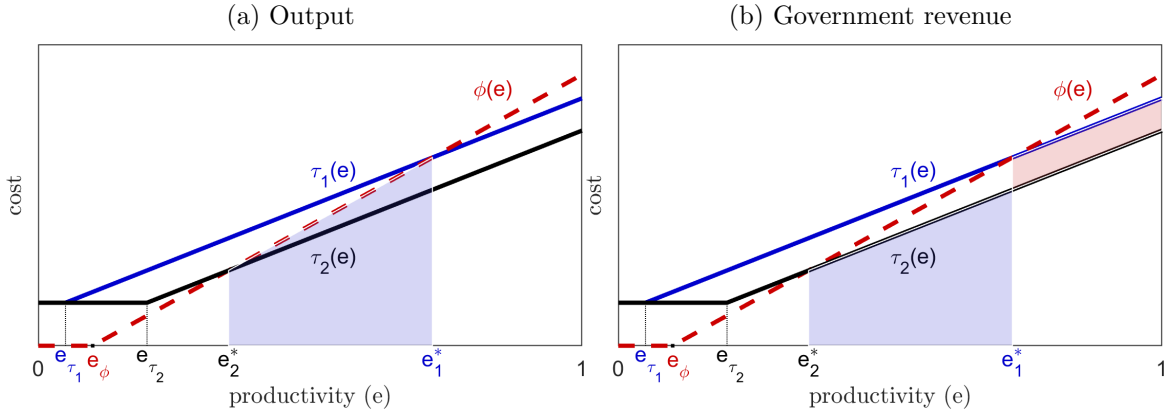 (a) Output
cost
ϕ(e)
τ1(e)
τ2(e)
0 eτ1 eϕ eτ2 e*2 e*1 1
productivity (e)
(b) Government revenue
cost
ϕ(e)
τ1(e)
τ2(e)
0 eτ1 eϕ eτ2 e*2 e*1 1
productivity (e)